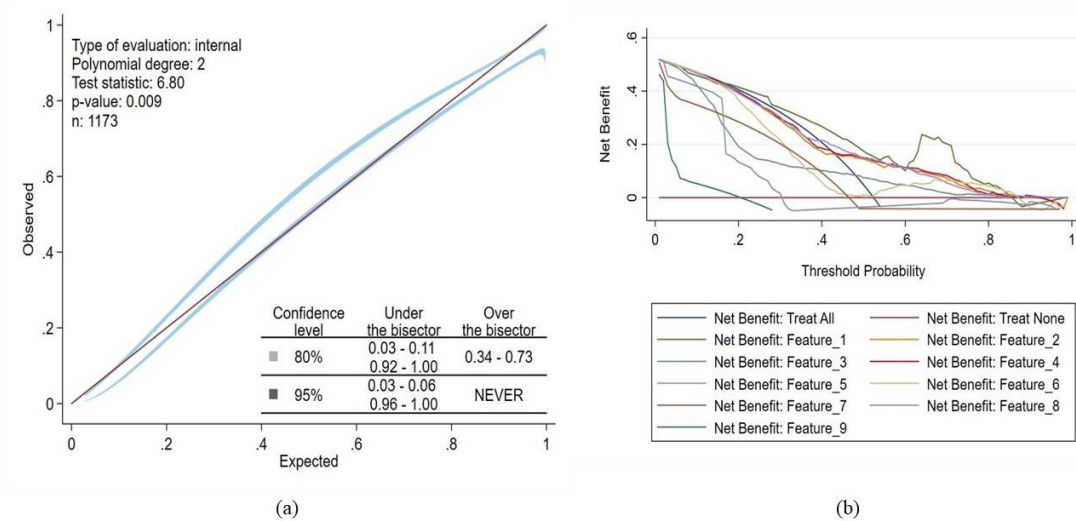 Type of evaluation: internal
Polynomial degree: 2
Test statistic: 6.80
p-value: 0.009
n: 1173
1
.8
.6
.4
.2
0
Observed
Confidence level Under the bisector Over the bisector
80% 0.03 - 0.11 0.34 - 0.73
0.92 - 1.00
95% 0.03 - 0.06 NEVER
0.96 - 1.00
0 .2 .4 .6 .8 1
Expected
(a)
.6
.4
.2
0
Net Benefit
0 .2 .4 .6 .8 1
Threshold Probability
Net Benefit: Treat All Net Benefit: Treat None
Net Benefit: Feature_1 Net Benefit: Feature_2
Net Benefit: Feature_3 Net Benefit: Feature_4
Net Benefit: Feature_5 Net Benefit: Feature_6
Net Benefit: Feature_7 Net Benefit: Feature_8
Net Benefit: Feature_9
(b)